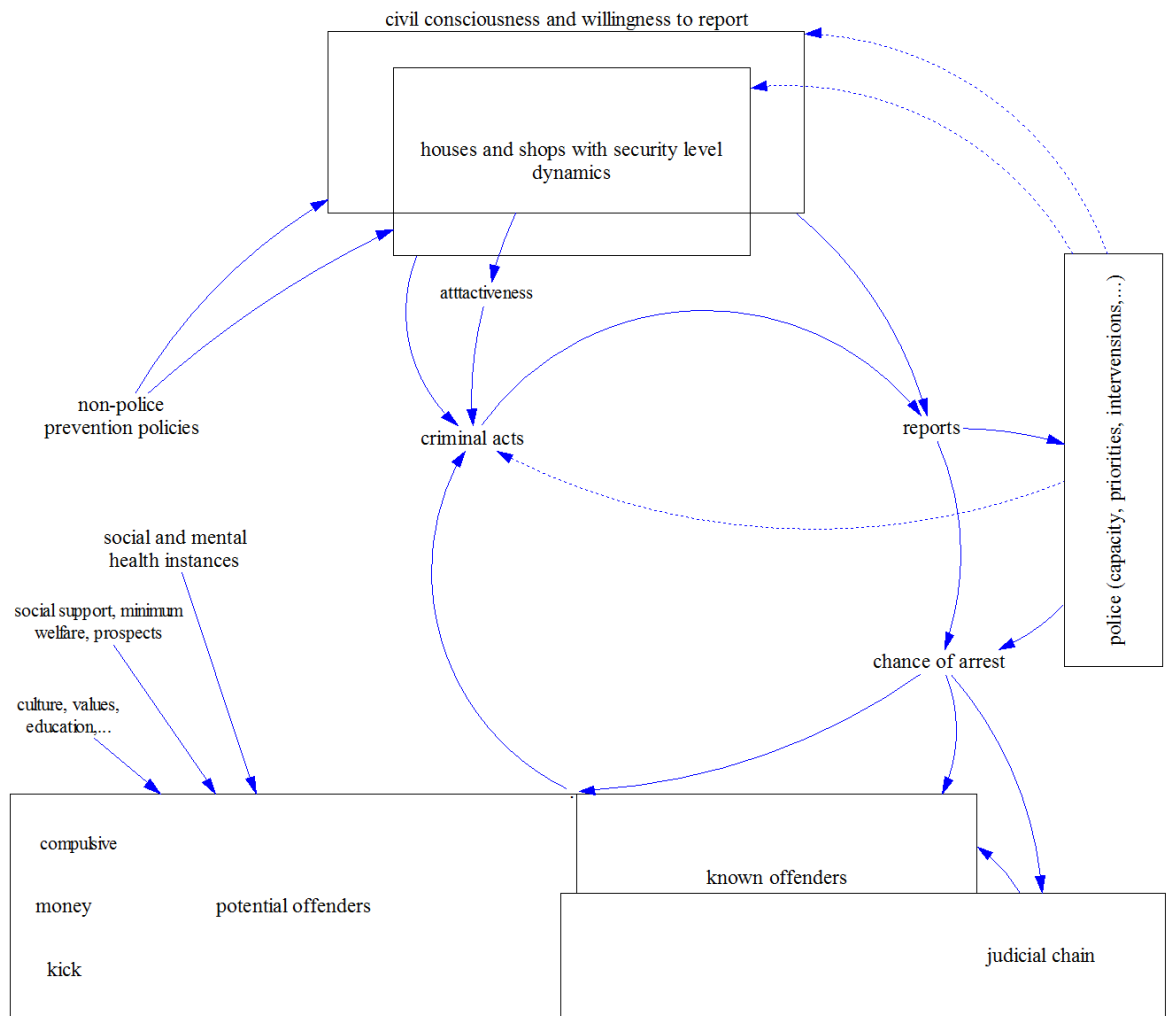 civil consciousness and willingness to report
houses and shops with security level
dynamics
atttactiveness
police (capacity, priorities, intervensions,...)
non-police
prevention policies
criminal acts
reports
social and mental
health instances
social support, minimum
welfare, prospects
chance of arrest
culture, values,
education,...
compulsive
known offenders
money
potential offenders
judicial chain
kick